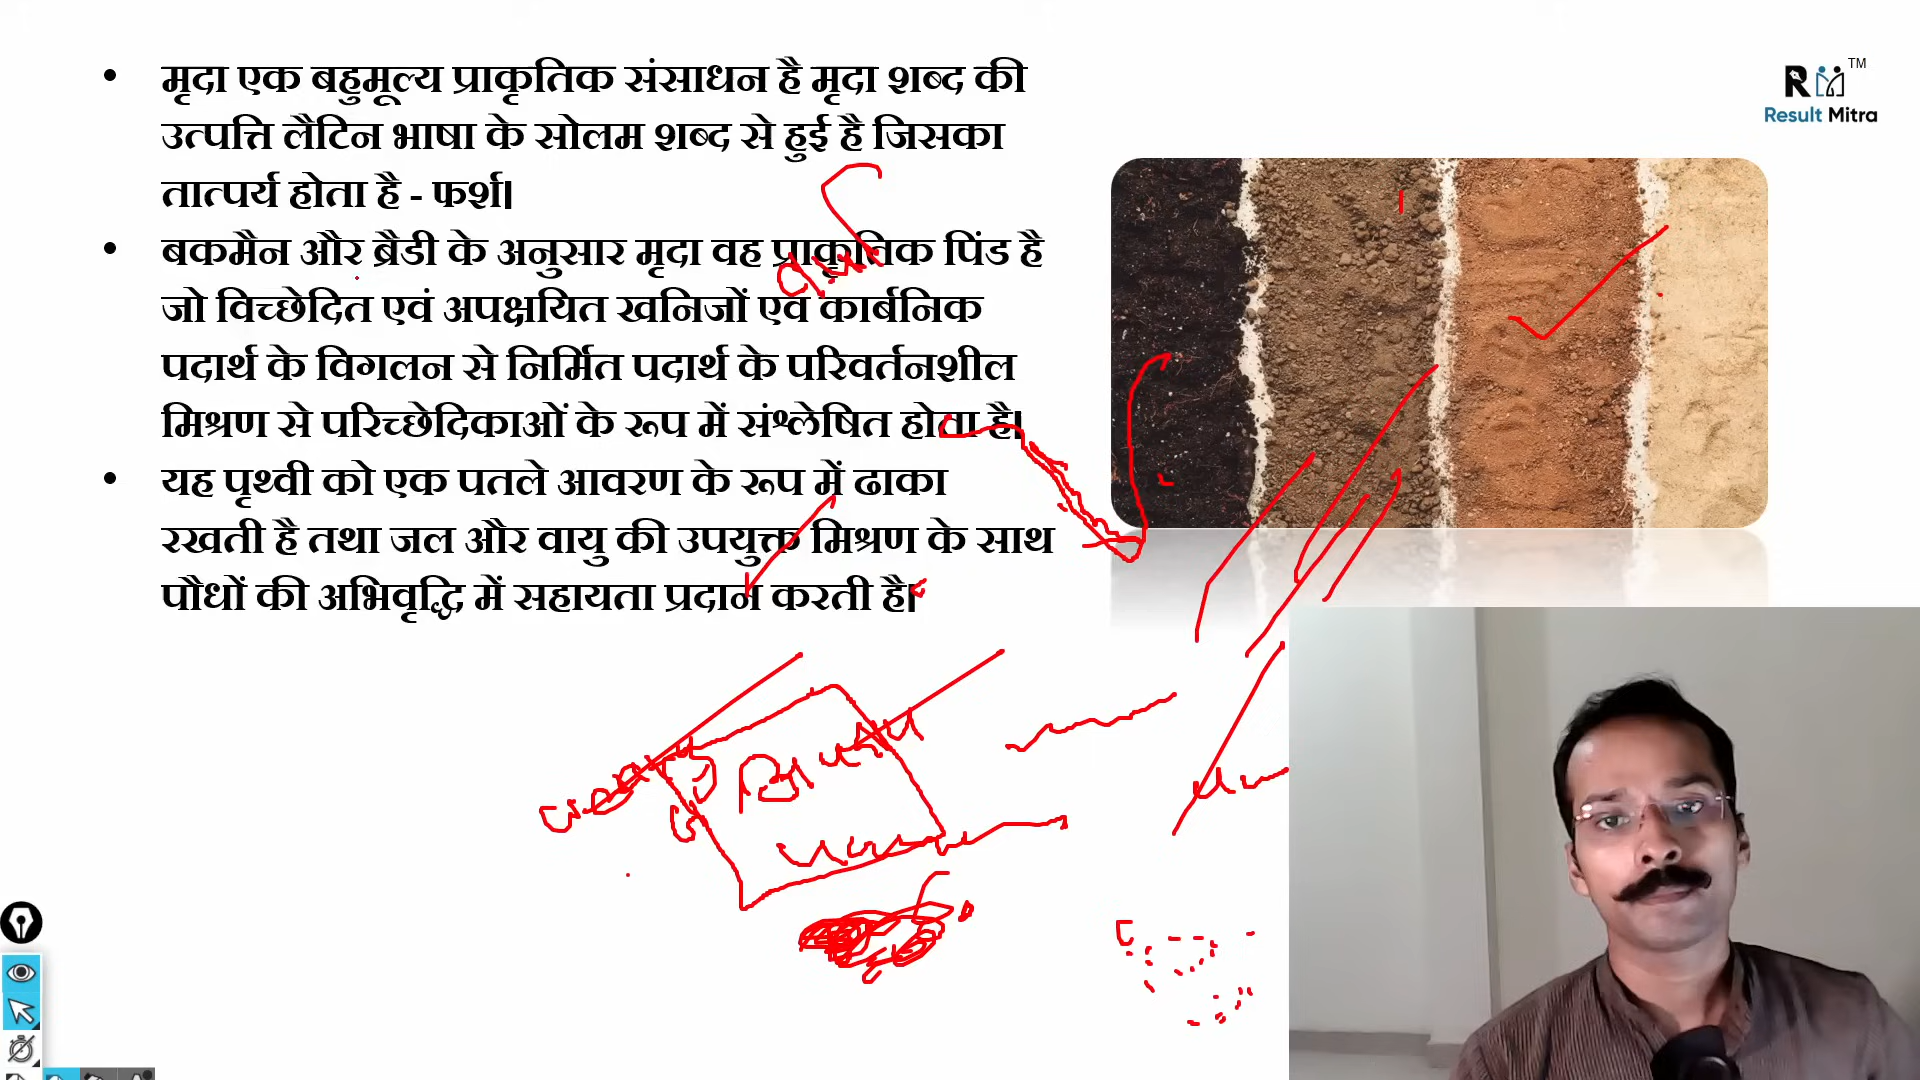 मृदा एक बहुमूल्य प्राकृतिक संसाधन है मृदा शब्द की
उत्पत्ति लैटिन भाषा के सोलम शब्द से हुई है जिसका
तात्पर्य होता है - फर्श।
बकमैन और ब्रैडी के अनुसार मृदा वह प्राकृतिक पिंड है
जो विच्छेदित एवं अपक्षयित खनिजों एवं कार्बनिक
पदार्थ के विगलन से निर्मित पदार्थ के परिवर्तनशील
मिश्रण से परिच्छेदिकाओं के रूप में संश्लेषित होता है।
यह पृथ्वी को एक पतले आवरण के रूप में ढाका
रखती है तथा जल और वायु की उपयुक्त मिश्रण के साथ
पौधों की अभिवृद्धि में सहायता प्रदान करती है।
TM
Result Mitra